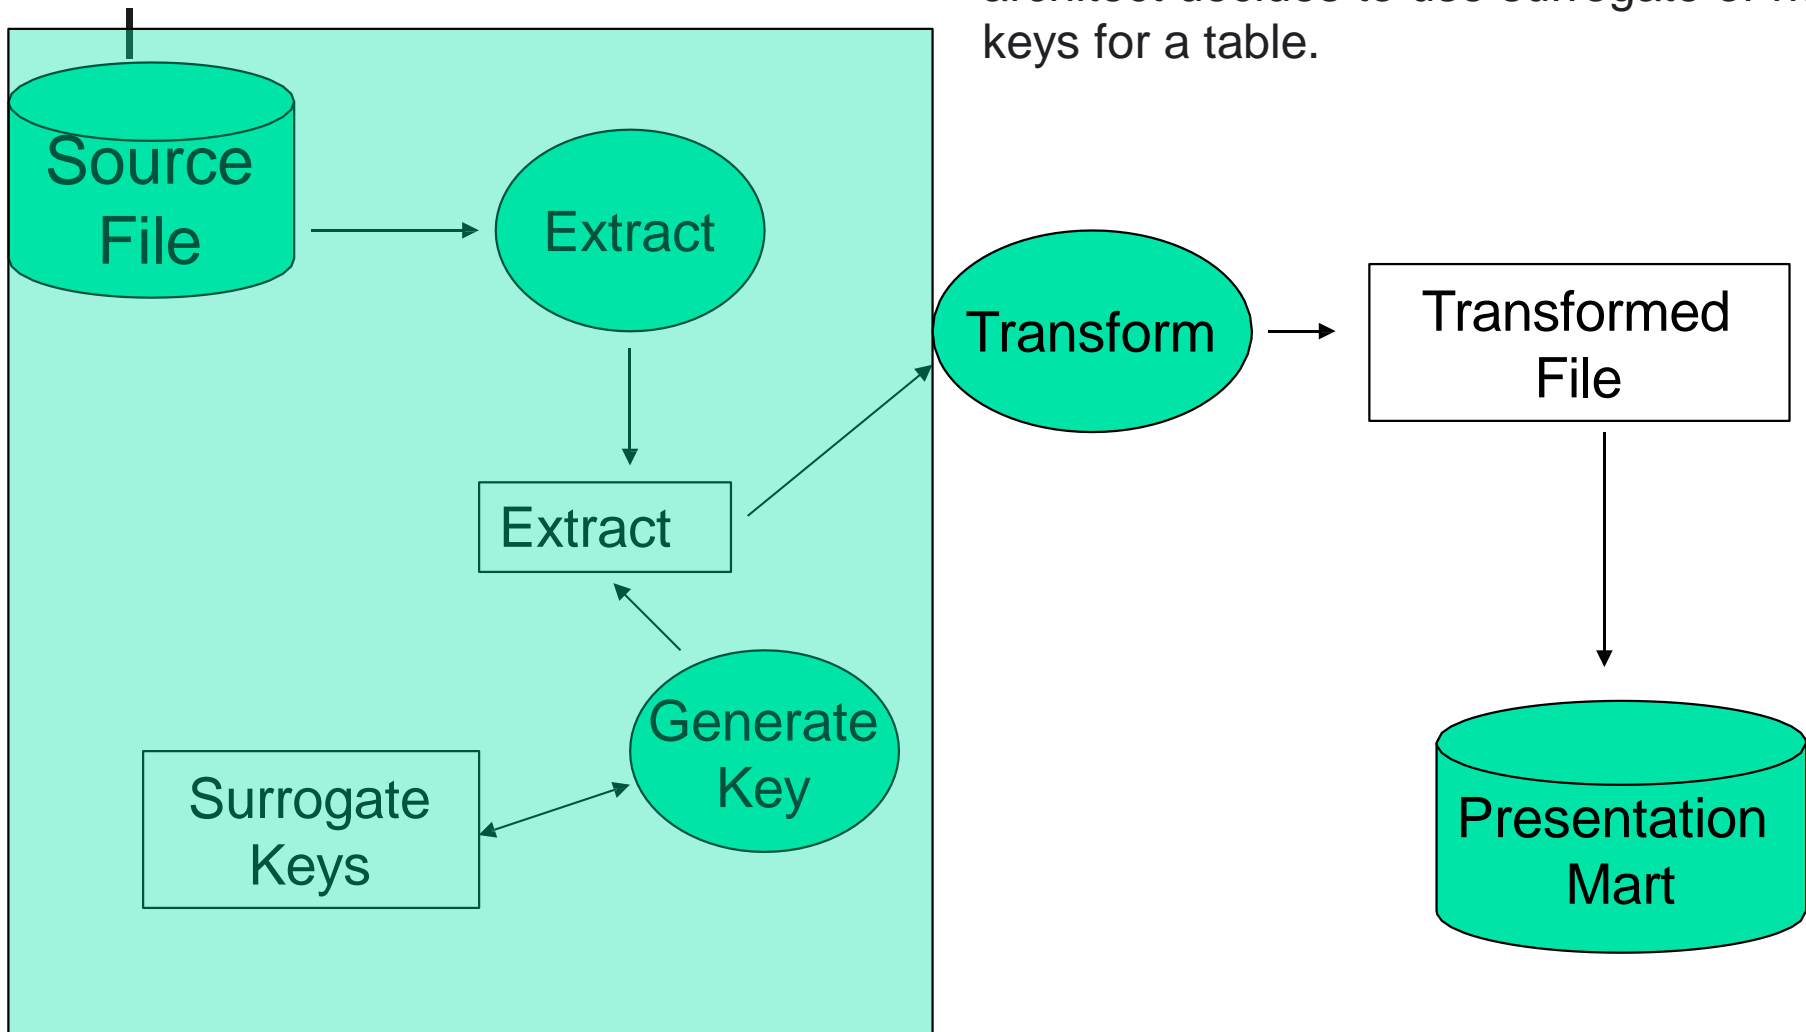 keys for a table.
Source
File
Extract
Transform
Transformed
File
Extract
Generate
Key
Surrogate
Keys
Presentation
Mart